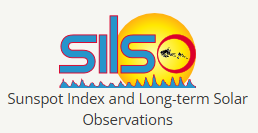 silso
Sunspot Index and Long-term Solar
Observations